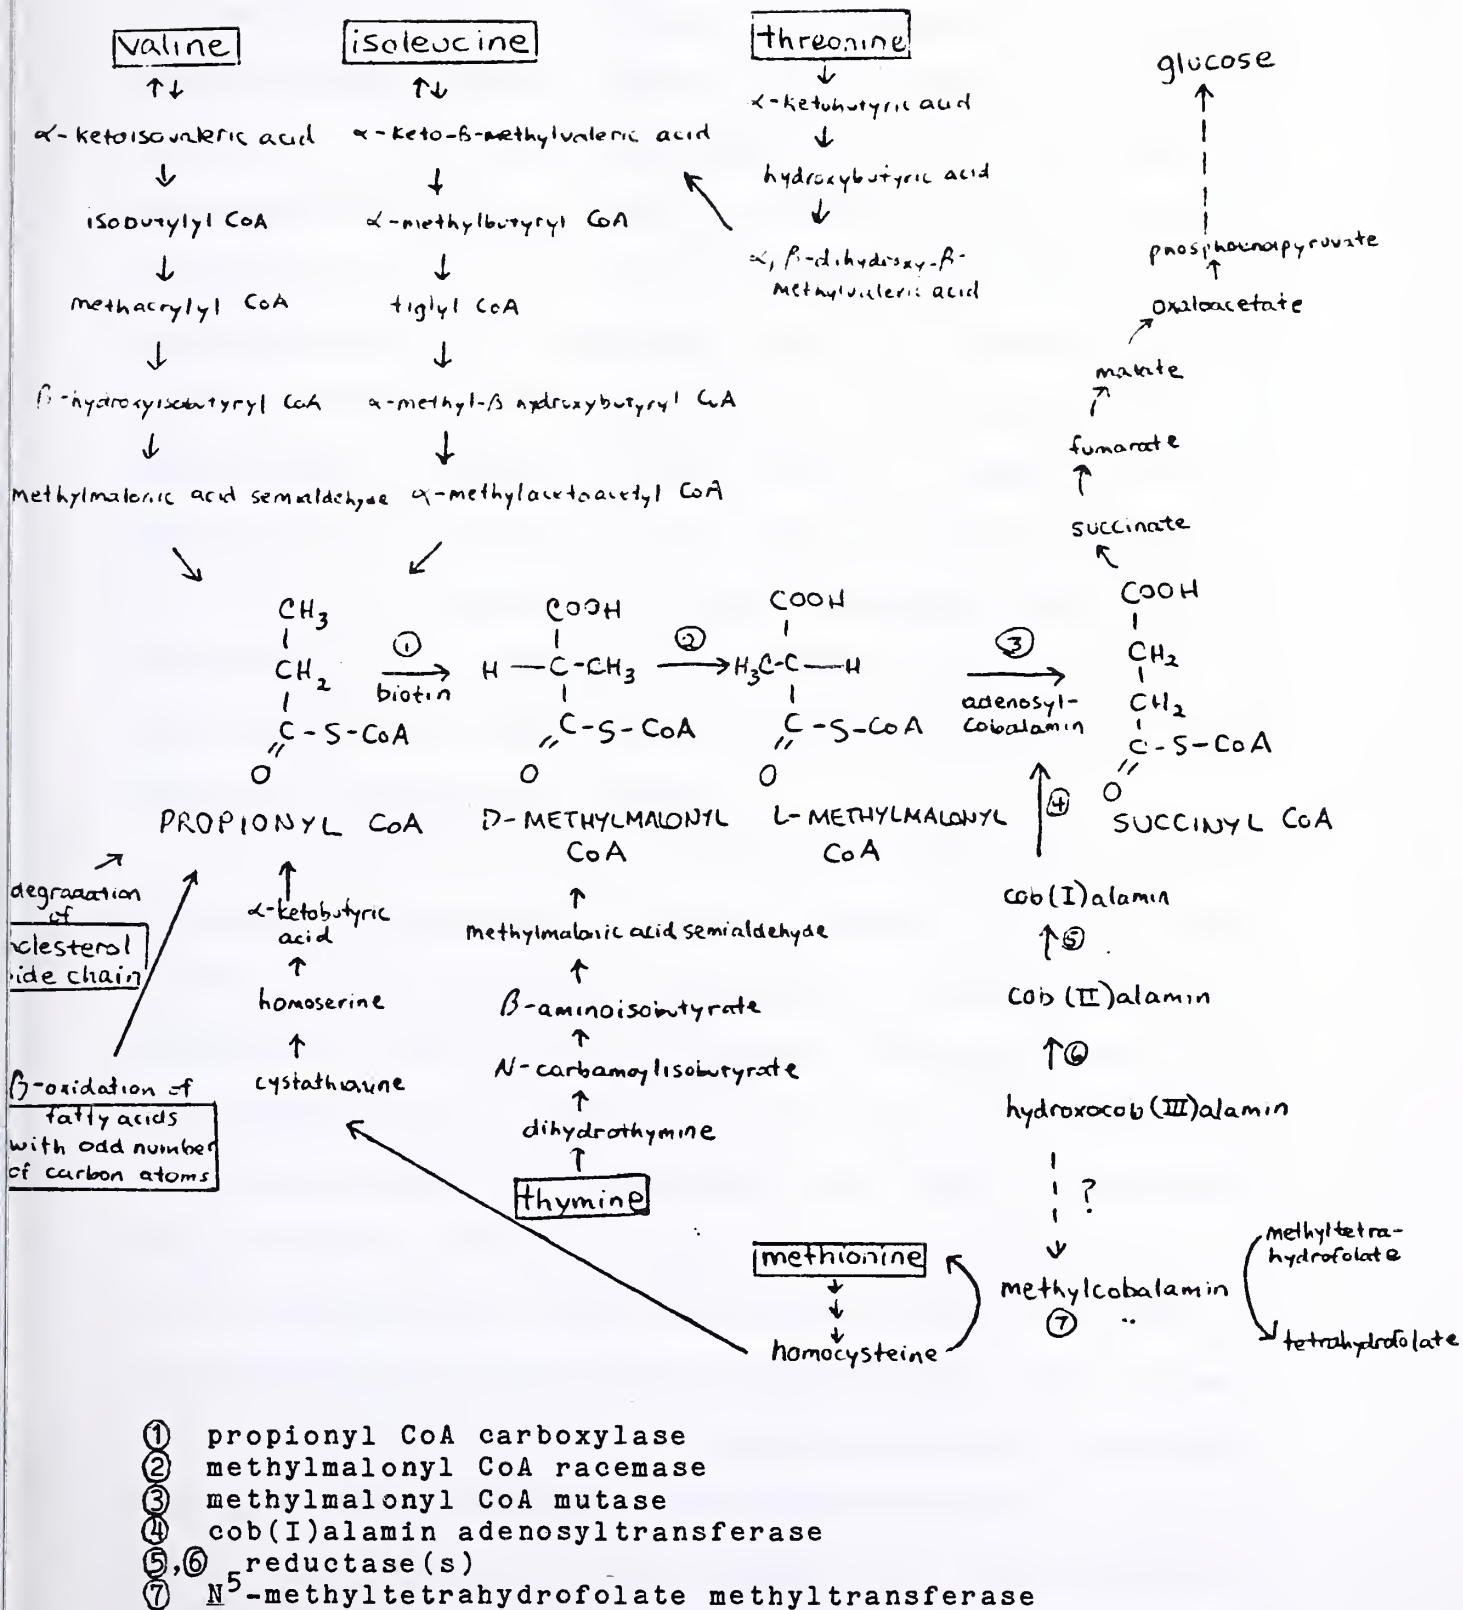 valine
↑↓
α-ketoisovaleric acid
↓
isobutylyl CoA
↓
methacrylyl CoA
↓
β-hydroxyisobutyryl CoA
↓
methylmalonic acid semialdehyde
isoleucine
↑↓
α-keto-β-methylvaleric acid
↓
α-methylbutyryl CoA
↓
tiglyl CoA
↓
α-methyl-β hydroxybutyryl CoA
↓
α-methylacetoacetyl CoA
threonine
↓
α-ketobutyric acid
↓
hydroxybutyric acid
↓
α, β-dihydroxy-β-
methylvaleric acid
glucose
phosphoenolpyruvate
↑
oxaloacetate
malate
fumarate
succinate
CH3
CH2
C-S-CoA
O
PROPIONYL CoA
①
biotin
COOH
H—C-CH3
C-S-CoA
O
D-METHYLMALONYL
CoA
②
COOH
H3C-C—H
C-S-CoA
O
L-METHYLMALONYL
CoA
③
adenosyl-
cobalamin
④
COOH
CH2
CH2
C-S-CoA
O
SUCCINYL CoA
degradation
of
clesterol
ide chain
β-oxidation of
fatty acids
with odd number
of carbon atoms
α-ketobutyric
acid
↑
homoserine
↑
cystathionine
↑
methylmalonic acid semialdehyde
↑
β-aminoisobutyrate
↑
N-carbamoylisobutyrate
↑
dihydrothymine
↑
thymine
cob(I)alamin
↑⑤
cob(II)alamin
↑⑥
hydroxocob(III)alamin
?
methylcobalamin
⑦
methyltetra-
hydrofolate
tetrahydrofolate
methionine
↓
↓
↓
homocysteine
① propionyl CoA carboxylase
② methylmalonyl CoA racemase
③ methylmalonyl CoA mutase
④ cob(I)alamin adenosyltransferase
⑤,⑥ reductase(s)
⑦ N5-methyltetrahydrofolate methyltransferase